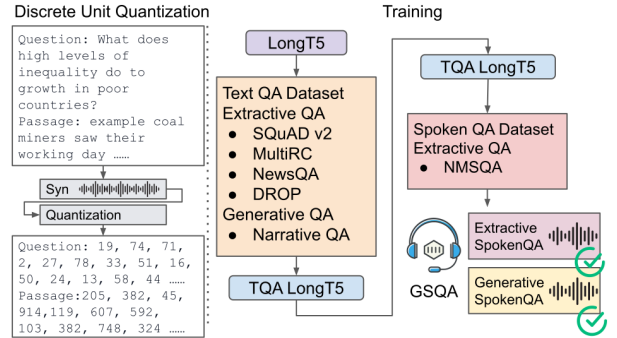 Discrete Unit Quantization
Question: What does
high levels of
inequality do to
growth in poor
countries?
Passage: example coal
miners saw their
working day ……
Syn
Quantization
Question: 19, 74, 71,
2, 27, 78, 33, 51, 16,
50, 24, 13, 58, 44 ……
Passage:205, 382, 45,
914,119, 607, 592,
103, 382, 748, 324 ……
Training
LongT5
Text QA Dataset
Extractive QA
● SQuAD v2
● MultiRC
● NewsQA
● DROP
Generative QA
● Narrative QA
TQA LongT5
TQA LongT5
Spoken QA Dataset
Extractive QA
● NMSQA
GSQA
Extractive
SpokenQA
Generative
SpokenQA